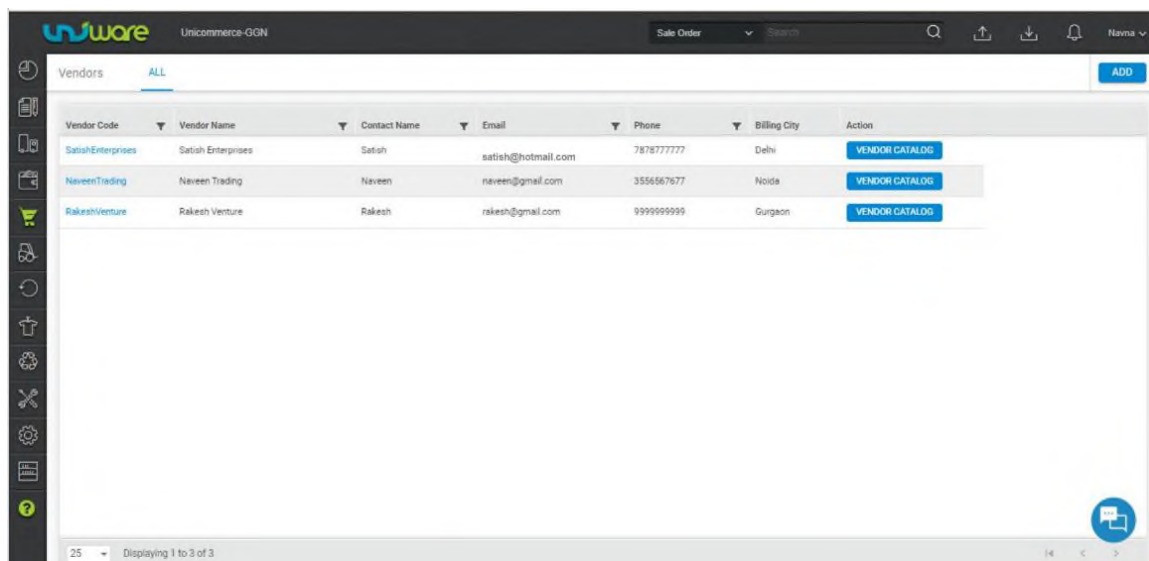 uniware Unicommerce-GGN Sale Order Search Navna
Vendors ALL ADD
Vendor Code Vendor Name Contact Name Email Phone Billing City Action
SatishEnterprises Satish Enterprises Satish satish@hotmail.com 7878777777 Delhi VENDOR CATALOG
NaveenTrading Naveen Trading Naveen naveen@gmail.com 3556567677 Noida VENDOR CATALOG
RakeshVenture Rakesh Venture Rakesh rakesh@gmail.com 9999999999 Gurgaon VENDOR CATALOG
25 Displaying 1 to 3 of 3